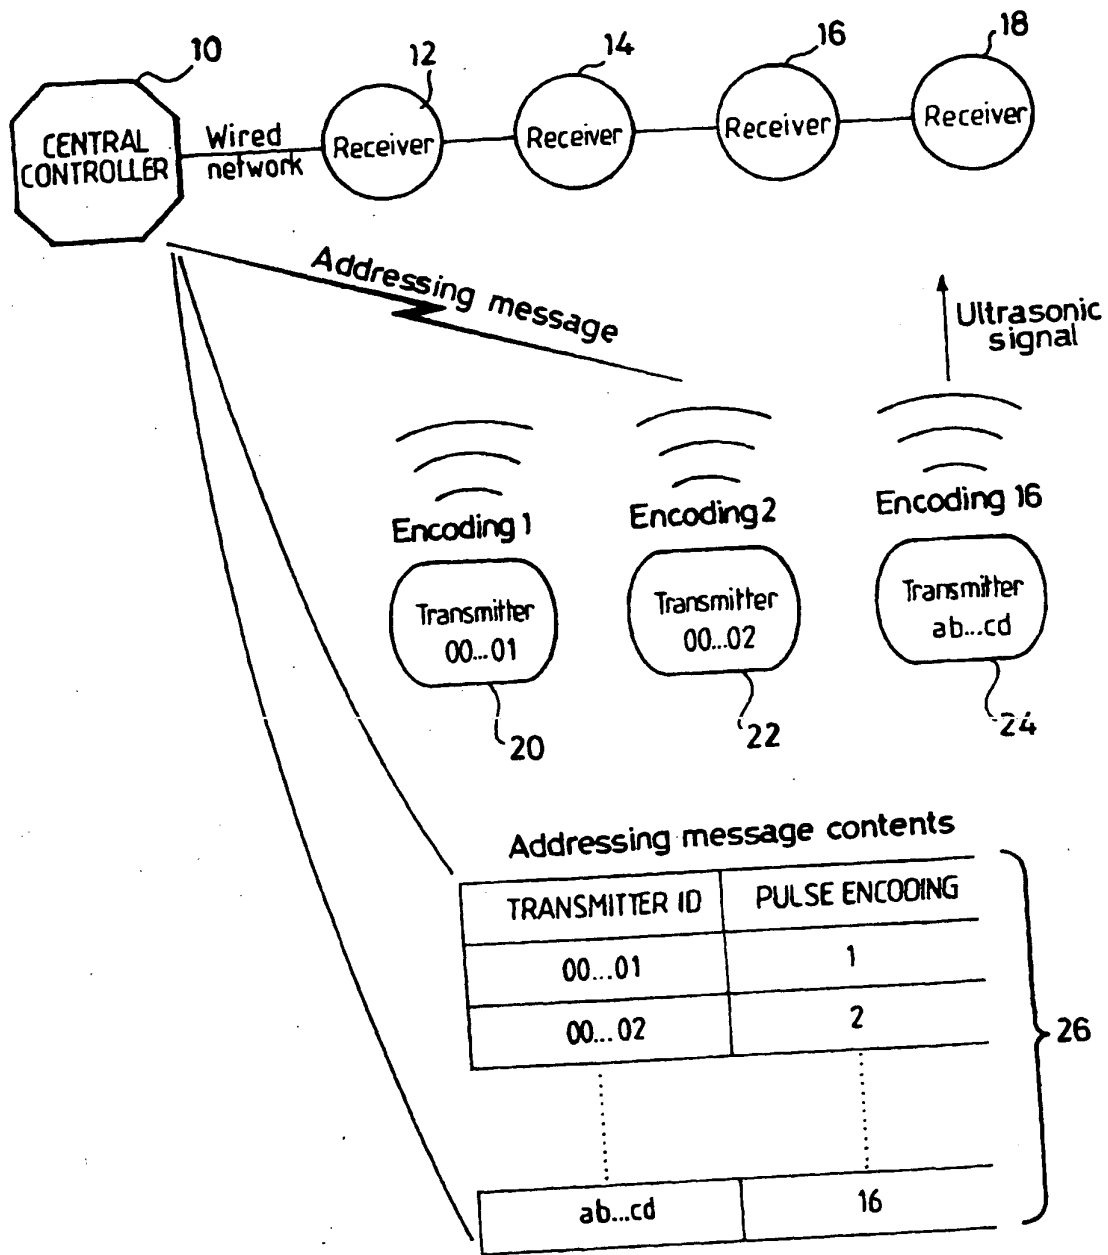 10
12
14
16
18
CENTRAL
CONTROLLER
Wired
network
Receiver
Receiver
Receiver
Receiver
Addressing message
Ultrasonic
signal
Encoding 1
Encoding 2
Encoding 16
Transmitter
00...01
Transmitter
00...02
Transmitter
ab...cd
20
22
24
Addressing message contents
TRANSMITTER ID PULSE ENCODING
00...01 1
00...02 2
26
ab...cd 16